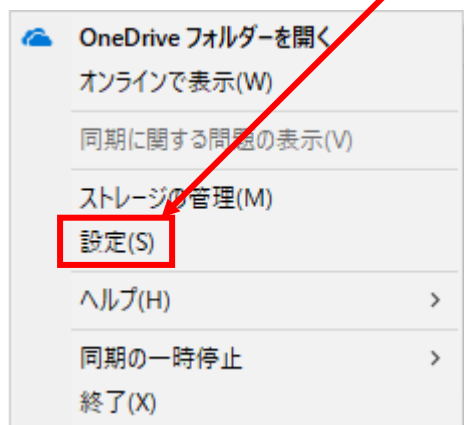 OneDrive フォルダーを開く
オンラインで表示(W)
同期に関する問題の表示(V)
ストレージの管理(M)
設定(S)
ヘルプ(H)
同期の一時停止
終了(X)